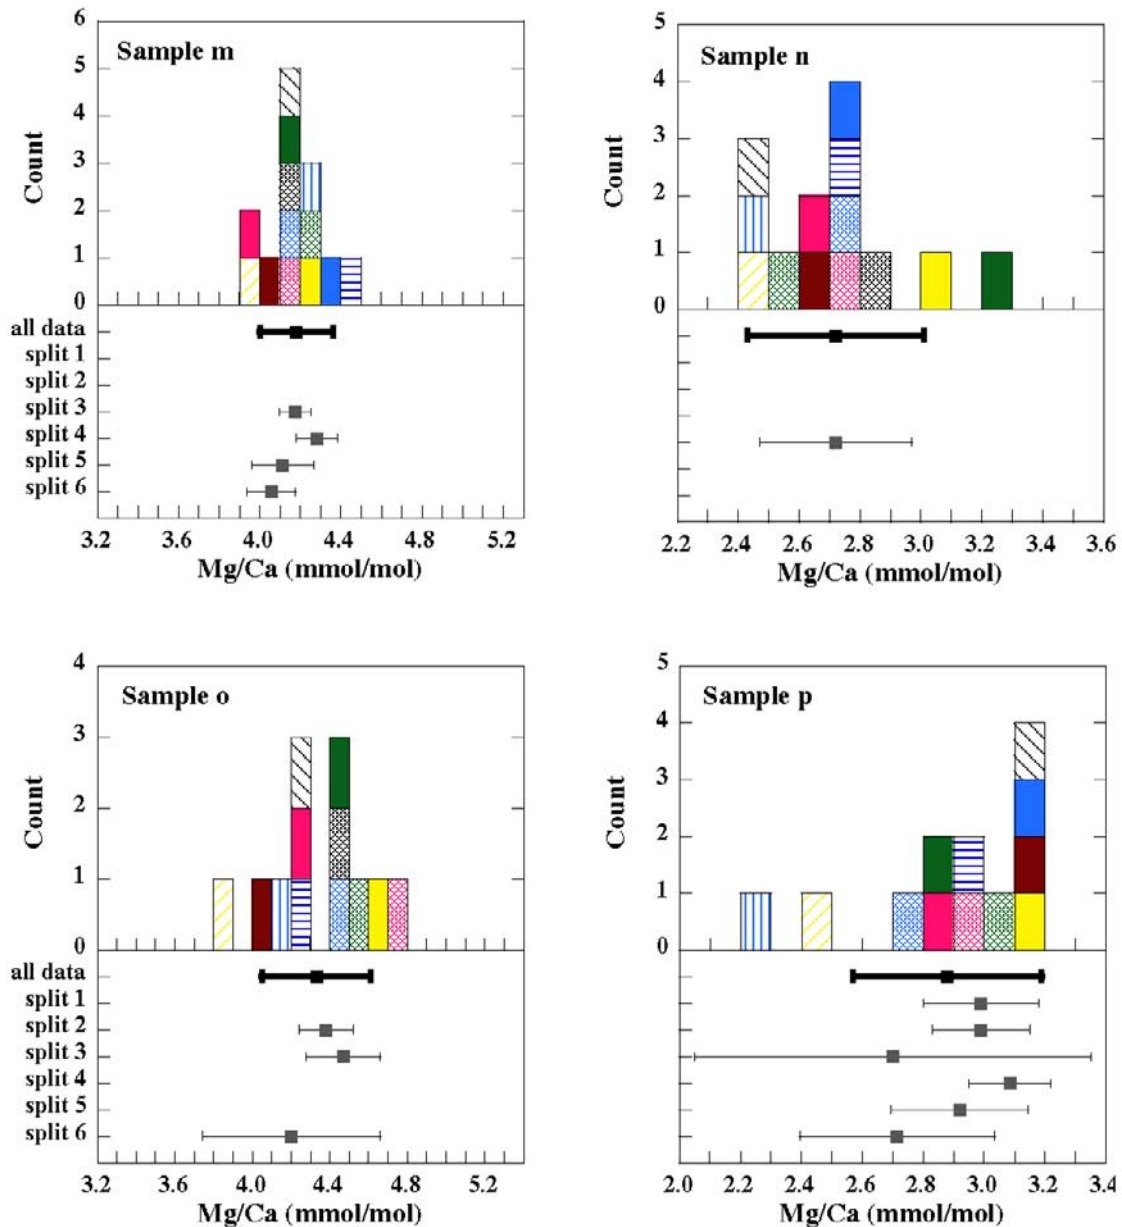 Sample m
Count
6
5
4
3
2
1
0
all data
split 1
split 2
split 3
split 4
split 5
split 6
3.2 3.6 4.0 4.4 4.8 5.2
Mg/Ca (mmol/mol)
Sample n
Count
5
4
3
2
1
0
2.2 2.4 2.6 2.8 3.0 3.2 3.4 3.6
Mg/Ca (mmol/mol)
Sample o
Count
4
3
2
1
0
all data
split 1
split 2
split 3
split 4
split 5
split 6
3.2 3.6 4.0 4.4 4.8 5.2
Mg/Ca (mmol/mol)
Sample p
Count
5
4
3
2
1
0
2.0 2.2 2.4 2.6 2.8 3.0 3.2 3.4
Mg/Ca (mmol/mol)